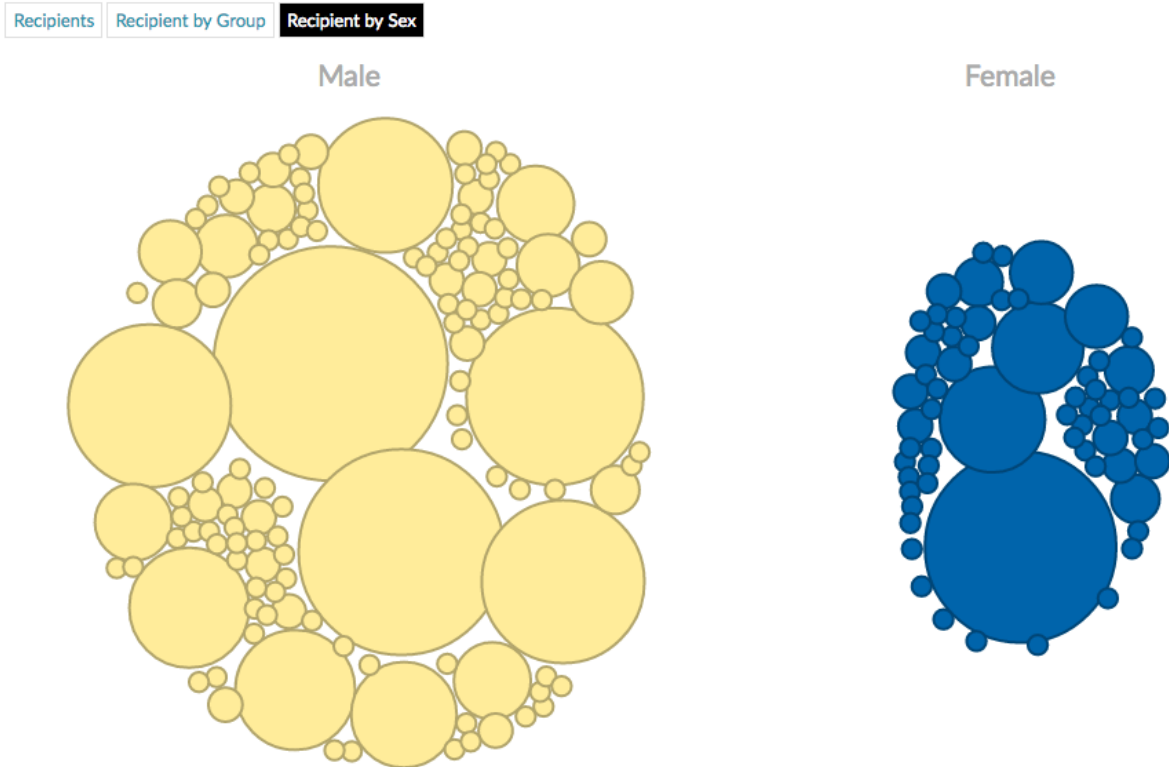 Recipients
Recipient by Group
Recipient by Sex
Male
Female